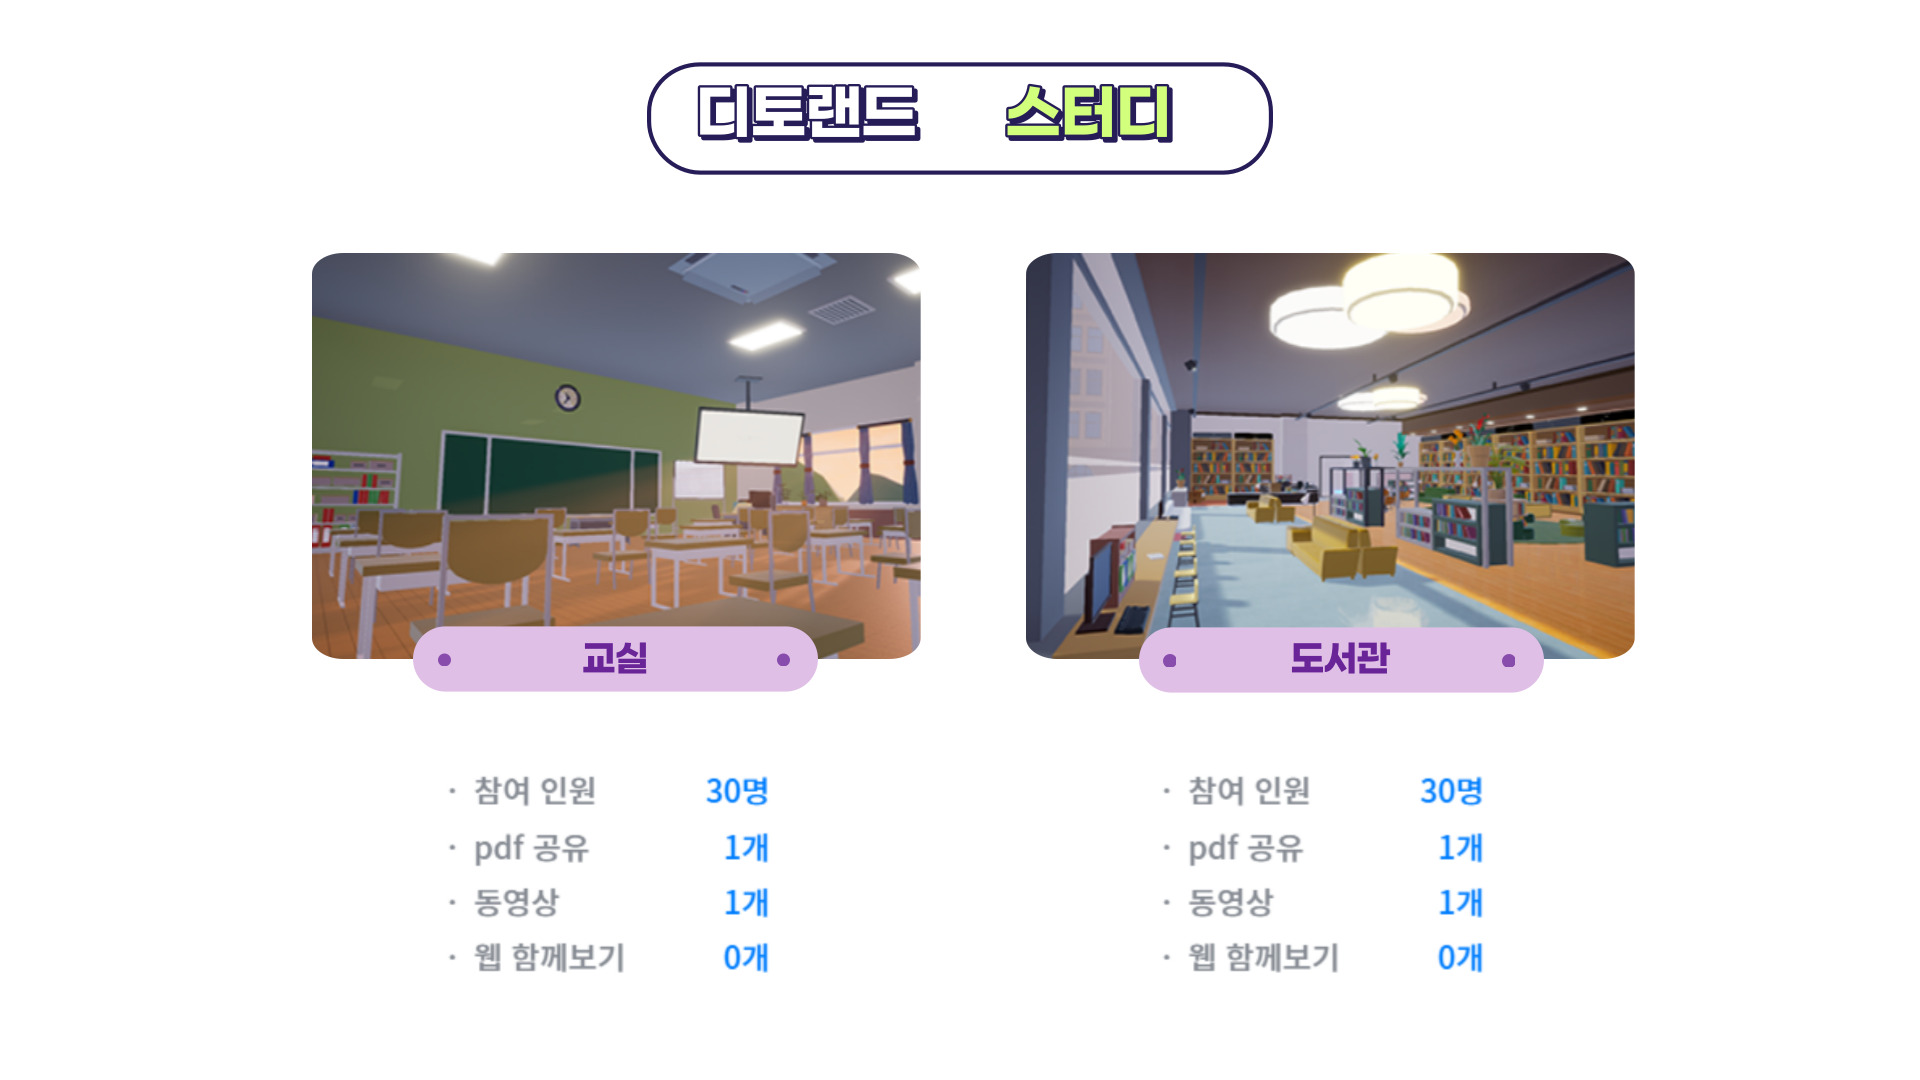 디토랜드 스터디
교실
· 참여 인원 30명
· pdf 공유 1개
· 동영상 1개
· 웹 함께보기 0개
도서관
· 참여 인원 30명
· pdf 공유 1개
· 동영상 1개
· 웹 함께보기 0개